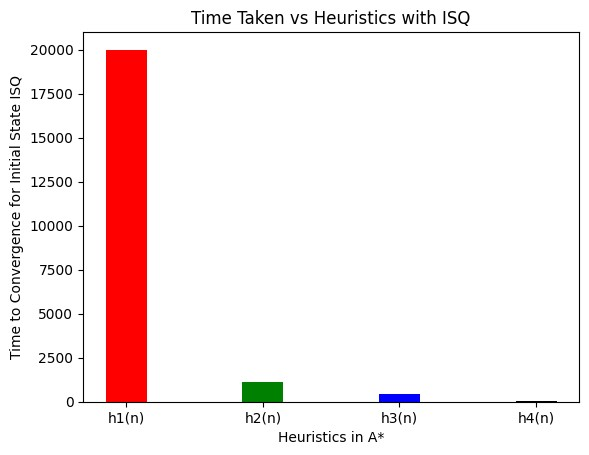 Time Taken vs Heuristics with ISQ
Time to Convergence for Initial State ISQ
20000
17500
15000
12500
10000
7500
5000
2500
0
h1(n) h2(n) h3(n) h4(n)
Heuristics in A*